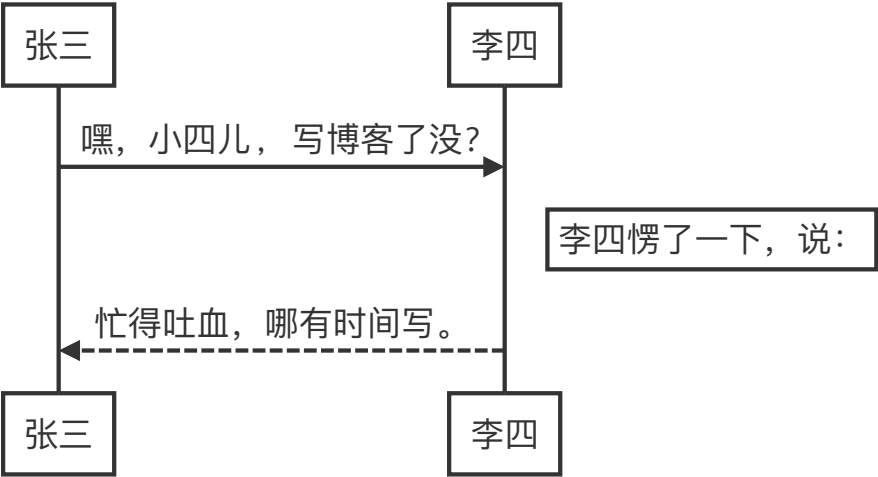 张三
李四
嘿，小四儿，写博客了没？
李四愣了一下，说：
忙得吐血，哪有时间写。
张三
李四